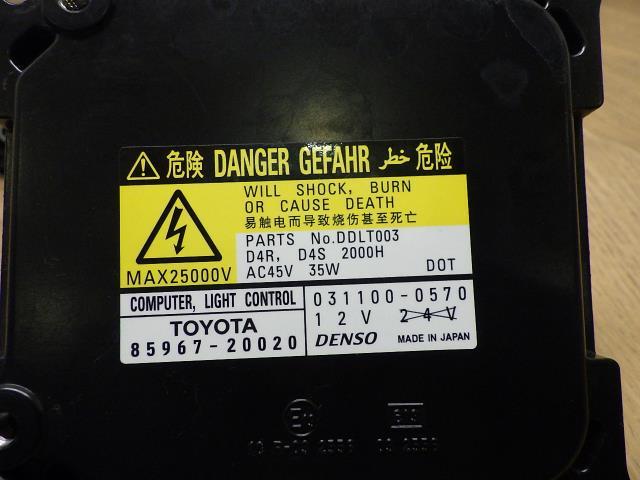 危険 DANGER GEFAHR خطر 危险
WILL SHOCK, BURN
OR CAUSE DEATH
易触电而导致烧伤甚至死亡
MAX25000V
PARTS No.DDLT003
D4R, D4S 2000H
AC45V 35W DOT
COMPUTER, LIGHT CONTROL
TOYOTA
85967-20020
031100-0570
12V 24V
DENSO MADE IN JAPAN